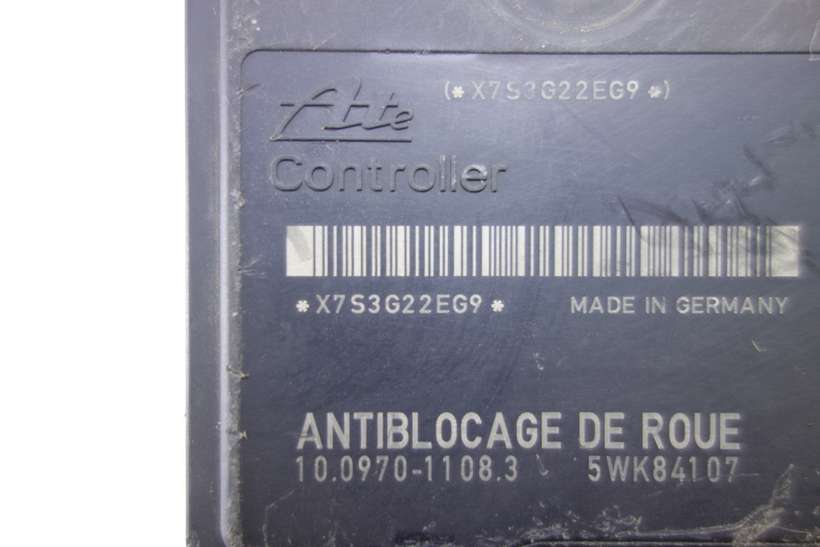 (* X7S3G22EG9 *)
Ate
Controller
* X7S3G22EG9 * MADE IN GERMANY
ANTIBLOCAGE DE ROUE
10.0970-1108.3 5WK84107